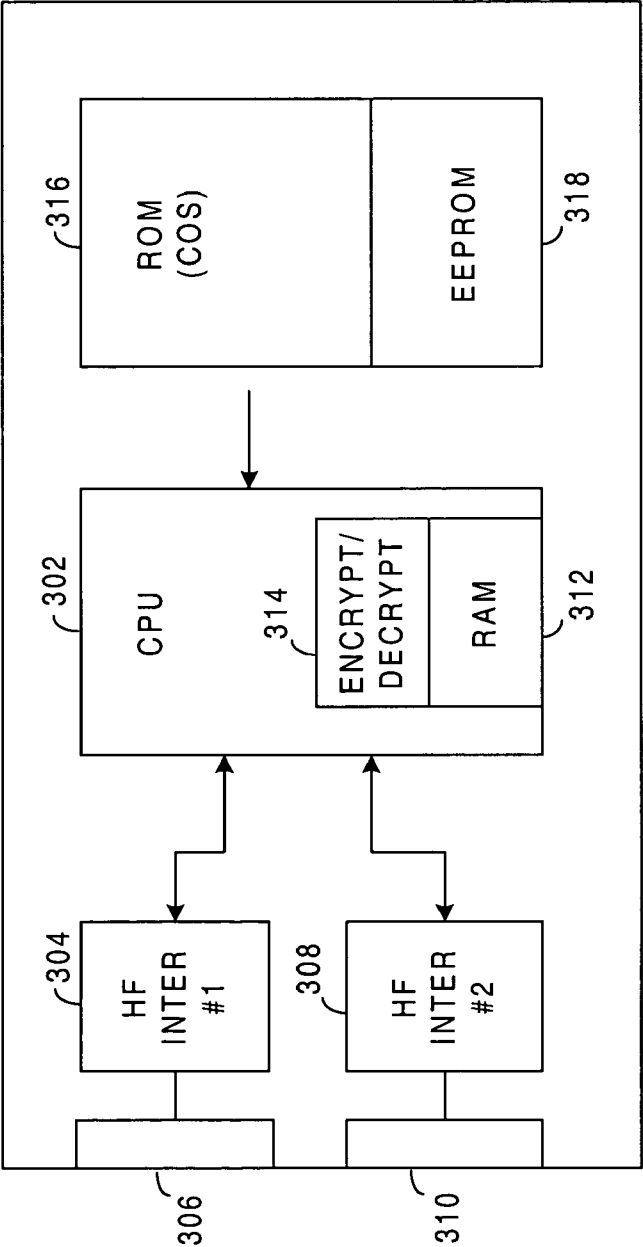 304
HF
INTER
#1
306
308
HF
INTER
#2
310
302
CPU
314
ENCRYPT/
DECRYPT
RAM
312
316
ROM
(COS)
EEPROM
318